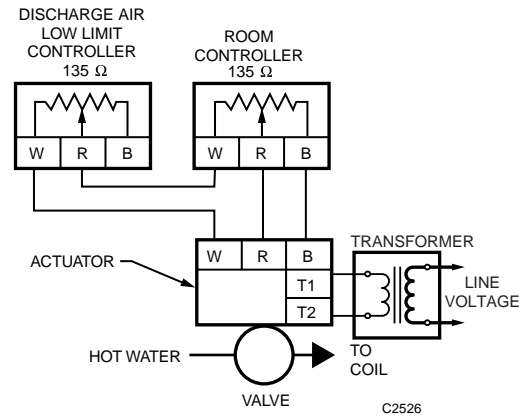 DISCHARGE AIR
LOW LIMIT
CONTROLLER
135 Ω
ROOM
CONTROLLER
135 Ω
W R B
W R B
ACTUATOR
W R B
T1
T2
TRANSFORMER
LINE
VOLTAGE
HOT WATER
TO
COIL
VALVE
C2526